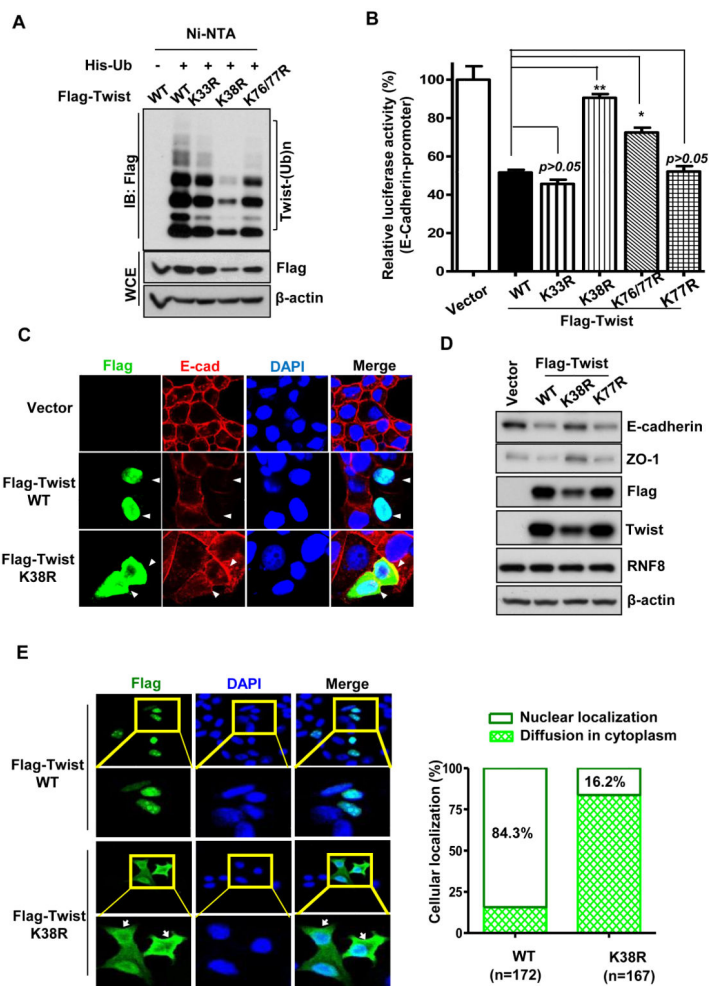 A
Ni-NTA
His-Ub - + + + +
Flag-Twist WT WT K33R K38R K76/77R
IB: Flag
Twist-(Ub)n
WCE
Flag
β-actin
B
Relative luciferase activity (%)
(E-Cadherin-promoter)
100
80
60
40
20
0
p>0.05
**
*
p>0.05
Vector WT K33R K38R K76/77R K77R
Flag-Twist
C
Flag E-cad DAPI Merge
Vector
Flag-Twist
WT
Flag-Twist
K38R
D
Flag-Twist
Vector WT K38R K77R
E-cadherin
ZO-1
Flag
Twist
RNF8
β-actin
E
Flag DAPI Merge
Flag-Twist
WT
Flag-Twist
K38R
Nuclear localization
Diffusion in cytoplasm
Cellular localization (%)
100
75
50
25
0
84.3%
16.2%
WT K38R
(n=172) (n=167)